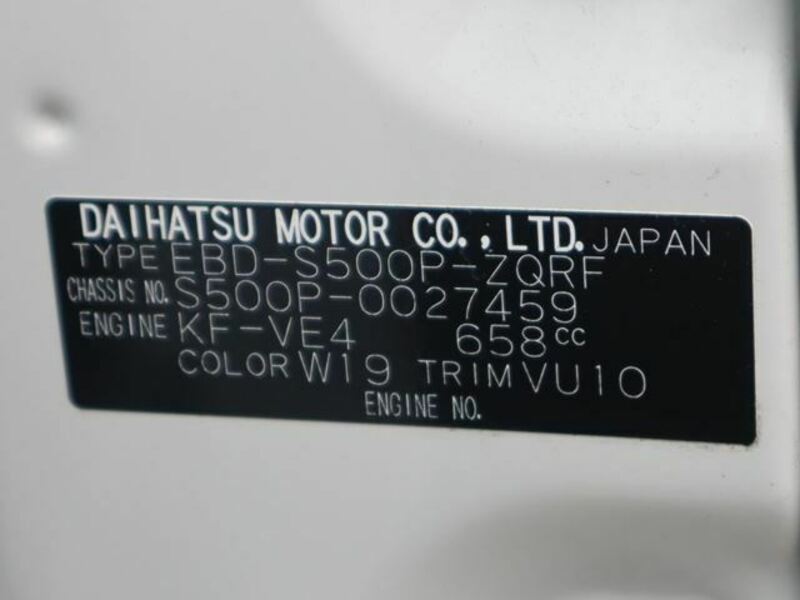 DAIHATSU MOTOR CO., LTD. JAPAN
TYPE EBD-S500P-ZQRF
CHASSIS NO. S500P-0027459
ENGINE KF-VE4 658cc
COLOR W19 TRIM VU10
ENGINE NO.